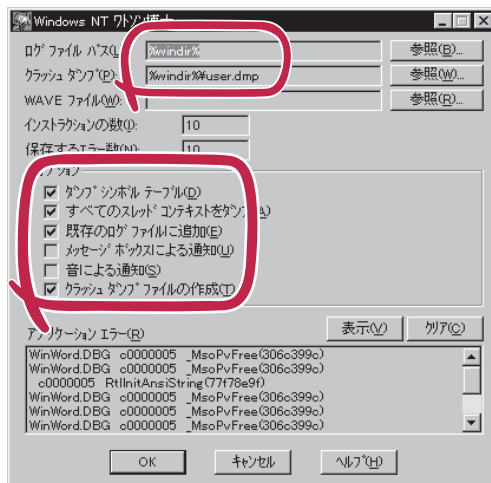 Windows NT ワトソン博士
ログ ファイル パス(L): %windir% 参照(B)...
クラッシュ ダンプ(P): %windir%¥user.dmp 参照(W)...
WAVE ファイル(W): 参照(R)...
インストラクションの数(I): 10
保存するエラー数(N): 10
オプション
ダンプ シンボル テーブル(D)
すべてのスレッド コンテキストをダンプ(A)
既存のログ ファイルに追加(E)
メッセージ ボックスによる通知(U)
音による通知(S)
クラッシュ ダンプ ファイルの作成(T)
アプリケーション エラー(R) 表示(V) クリア(C)
WinWord.DBG c0000005 _MsoPvFree(306c399c)
WinWord.DBG c0000005 _MsoPvFree(306c399c)
c0000005 RtlInitAnsiString(77f78e9f)
WinWord.DBG c0000005 _MsoPvFree(306c399c)
WinWord.DBG c0000005 _MsoPvFree(306c399c)
WinWord.DBG c0000005 _MsoPvFree(306c399c)
OK キャンセル ヘルプ(H)